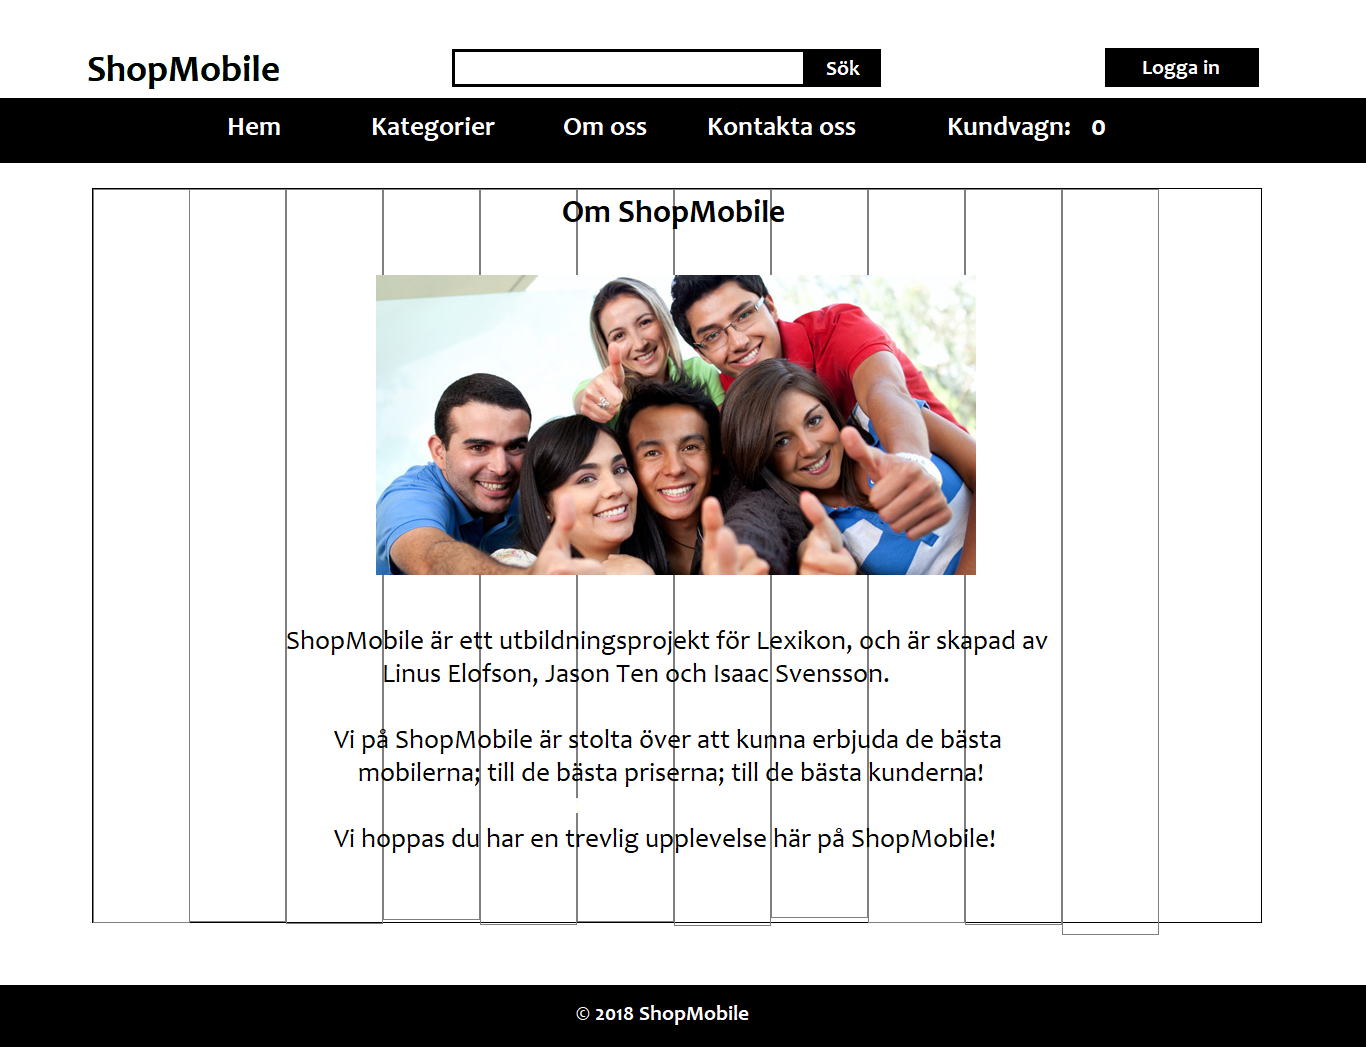 ShopMobile
Sök
Logga in
Hem Kategorier Om oss Kontakta oss Kundvagn: 0
Om ShopMobile
ShopMobile är ett utbildningsprojekt för Lexikon, och är skapad av
Linus Elofson, Jason Ten och Isaac Svensson.
Vi på ShopMobile är stolta över att kunna erbjuda de bästa
mobilerna; till de bästa priserna; till de bästa kunderna!
Vi hoppas du har en trevlig upplevelse här på ShopMobile!
© 2018 ShopMobile